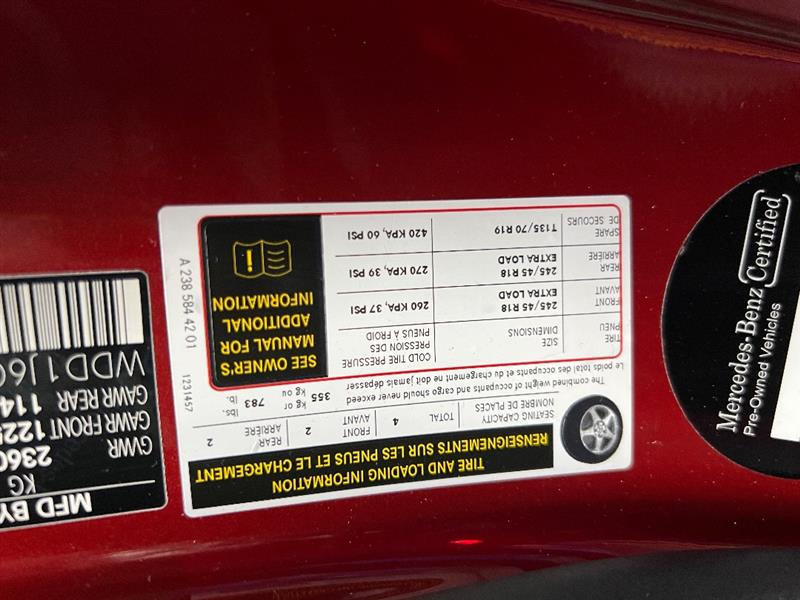 TIRE AND LOADING INFORMATION
RENSEIGNEMENTS SUR LES PNEUS ET LE CHARGEMENT
SEATING CAPACITY
NOMBRE DE PLACES
TOTAL 4
FRONT
AVANT 2
REAR
ARRIÈRE 2
The combined weight of occupants and cargo should never exceed
Le poids total des occupants et du chargement ne doit jamais dépasser
355 kg or
kg ou
783 lbs.
lb.
TIRE
PNEU
SIZE
DIMENSIONS
COLD TIRE PRESSURE
PRESSION DES
PNEUS À FROID
FRONT
AVANT
245/45 R18
EXTRA LOAD
260 KPA, 37 PSI
REAR
ARRIÈRE
245/45 R18
EXTRA LOAD
270 KPA, 39 PSI
SPARE
DE SECOURS
T135/70 R19
420 KPA, 60 PSI
SEE OWNER'S
MANUAL FOR
ADDITIONAL
INFORMATION
A 238 584 42 01
1231457
MFD BY
KG
GVWR
GAWR FRONT
GAWR REAR
Mercedes-Benz Certified
Pre-Owned Vehicles